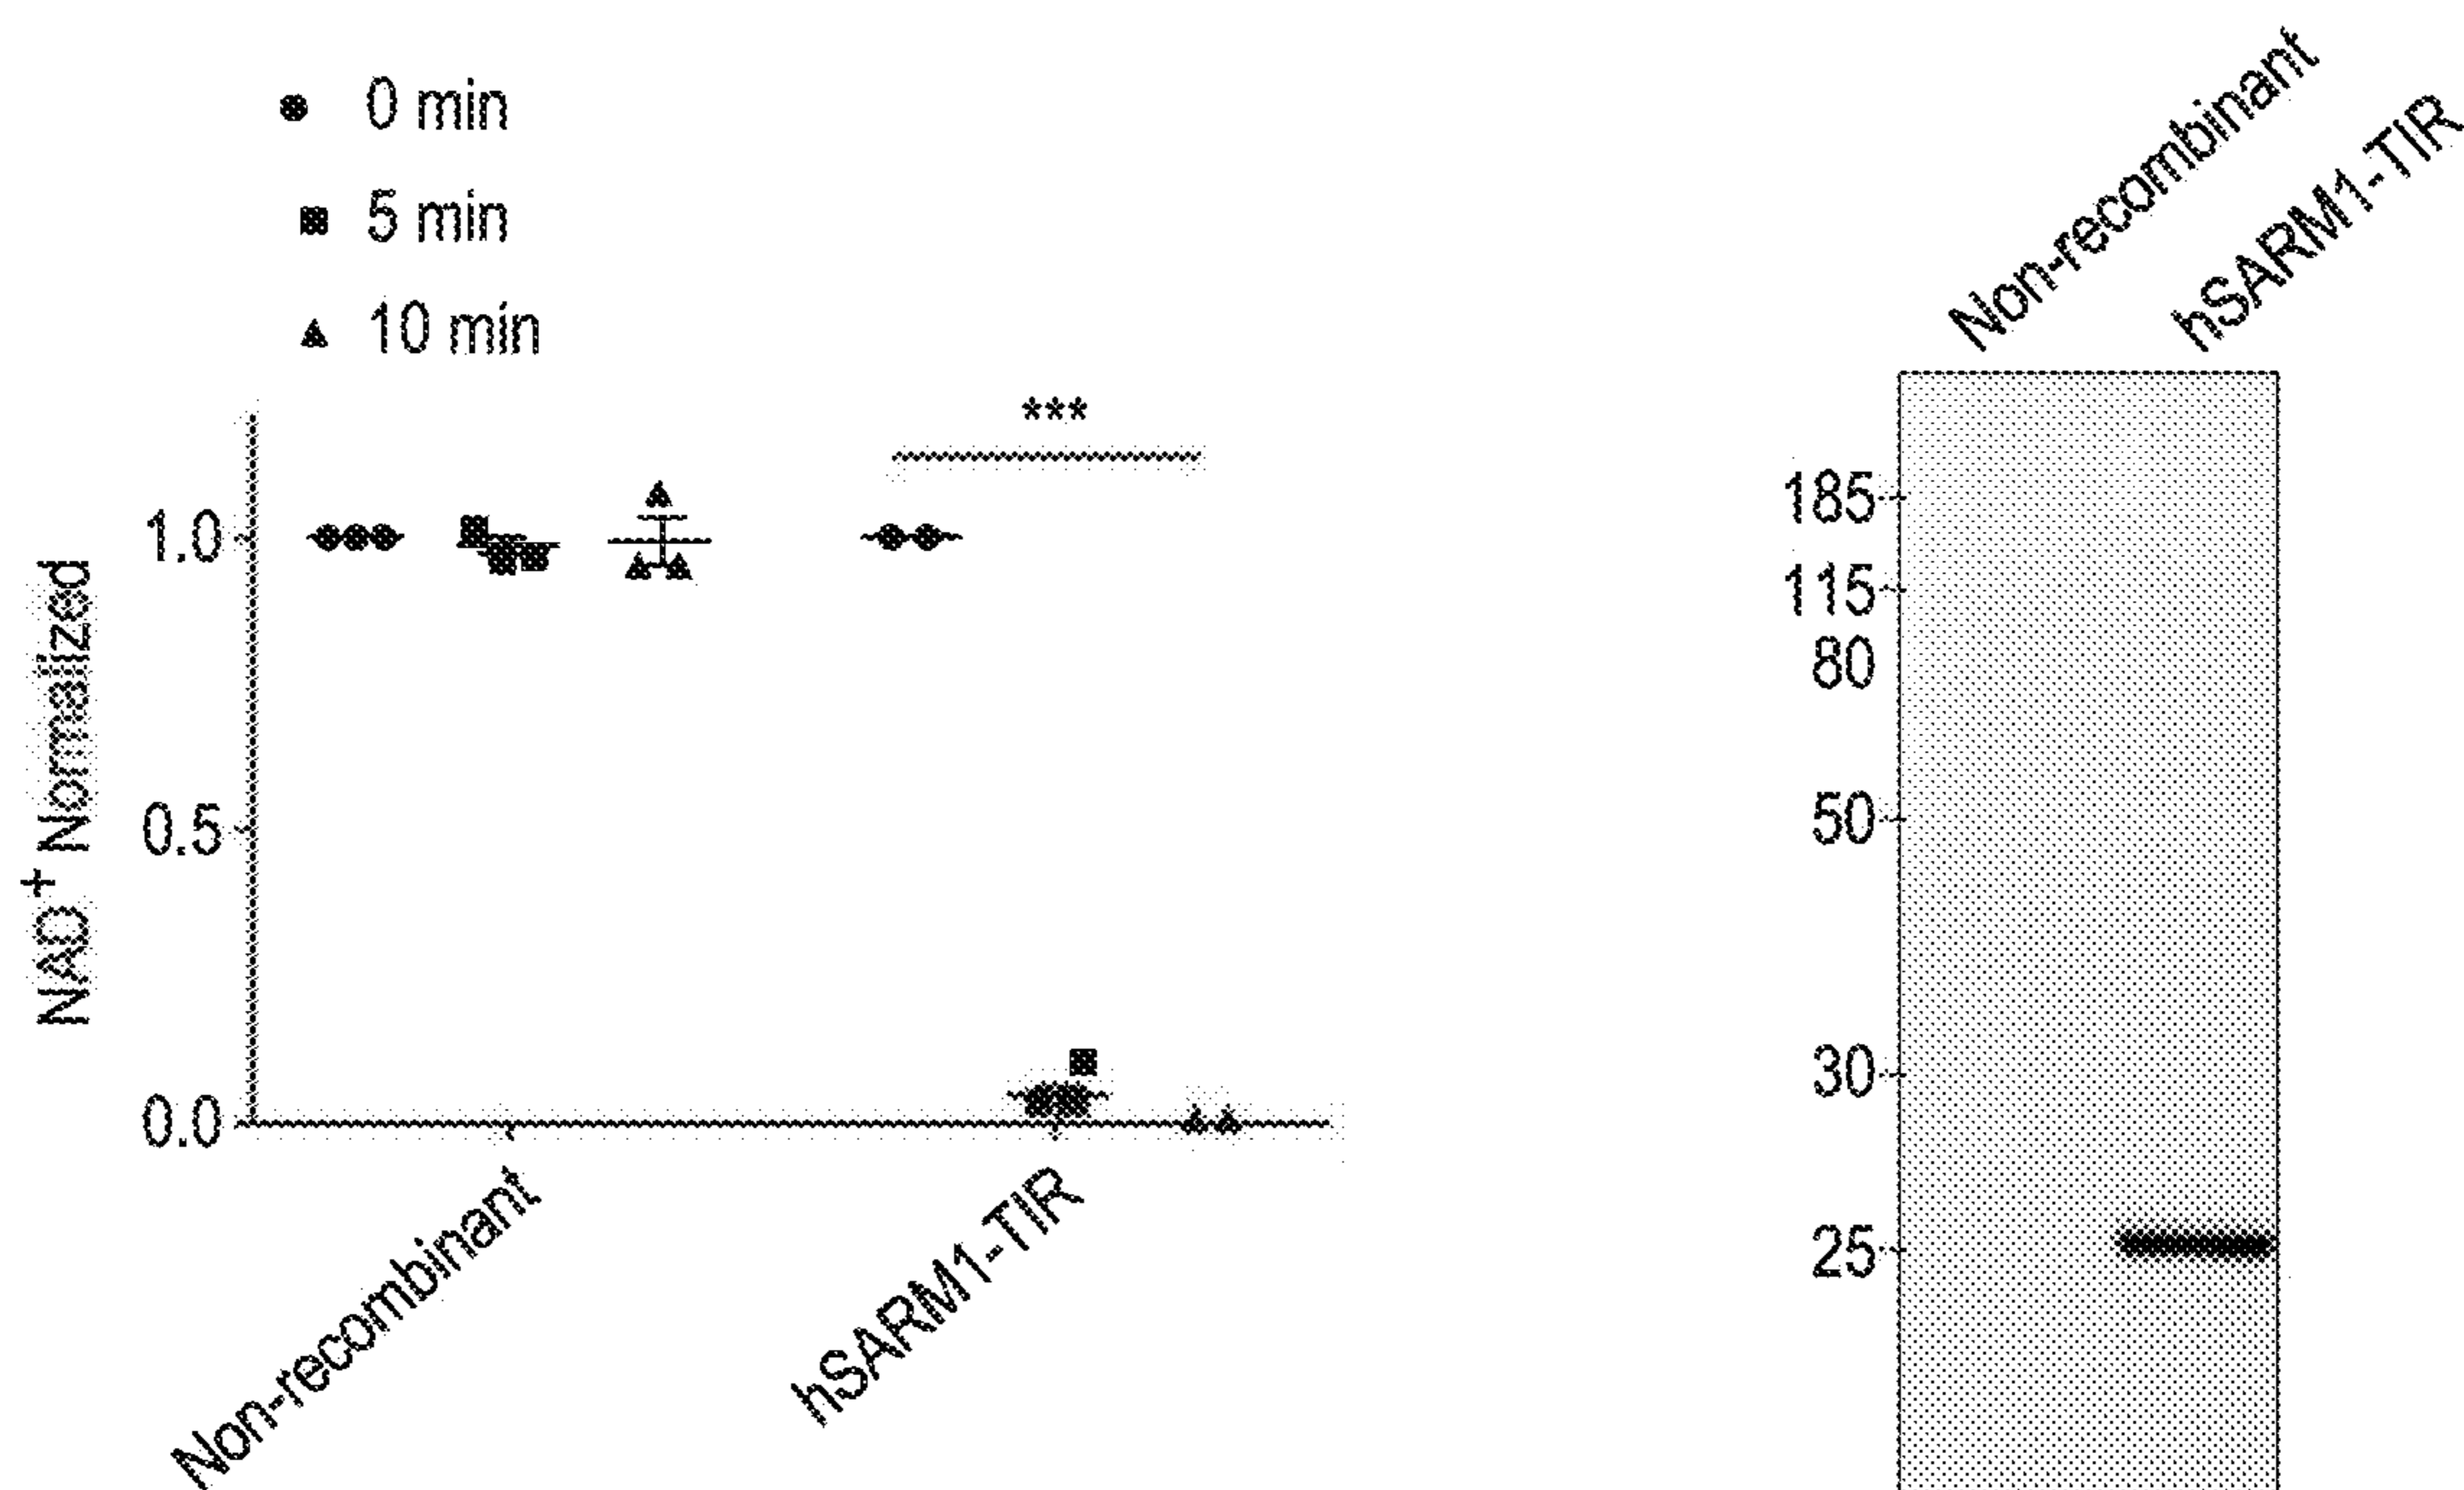 0 min
5 min
10 min
***
NAD+ Normalized
1.0
0.5
0.0
Non-recombinant
hSARM1-TIR
Non-recombinant
hSARM1-TIR
185
115
80
50
30
25